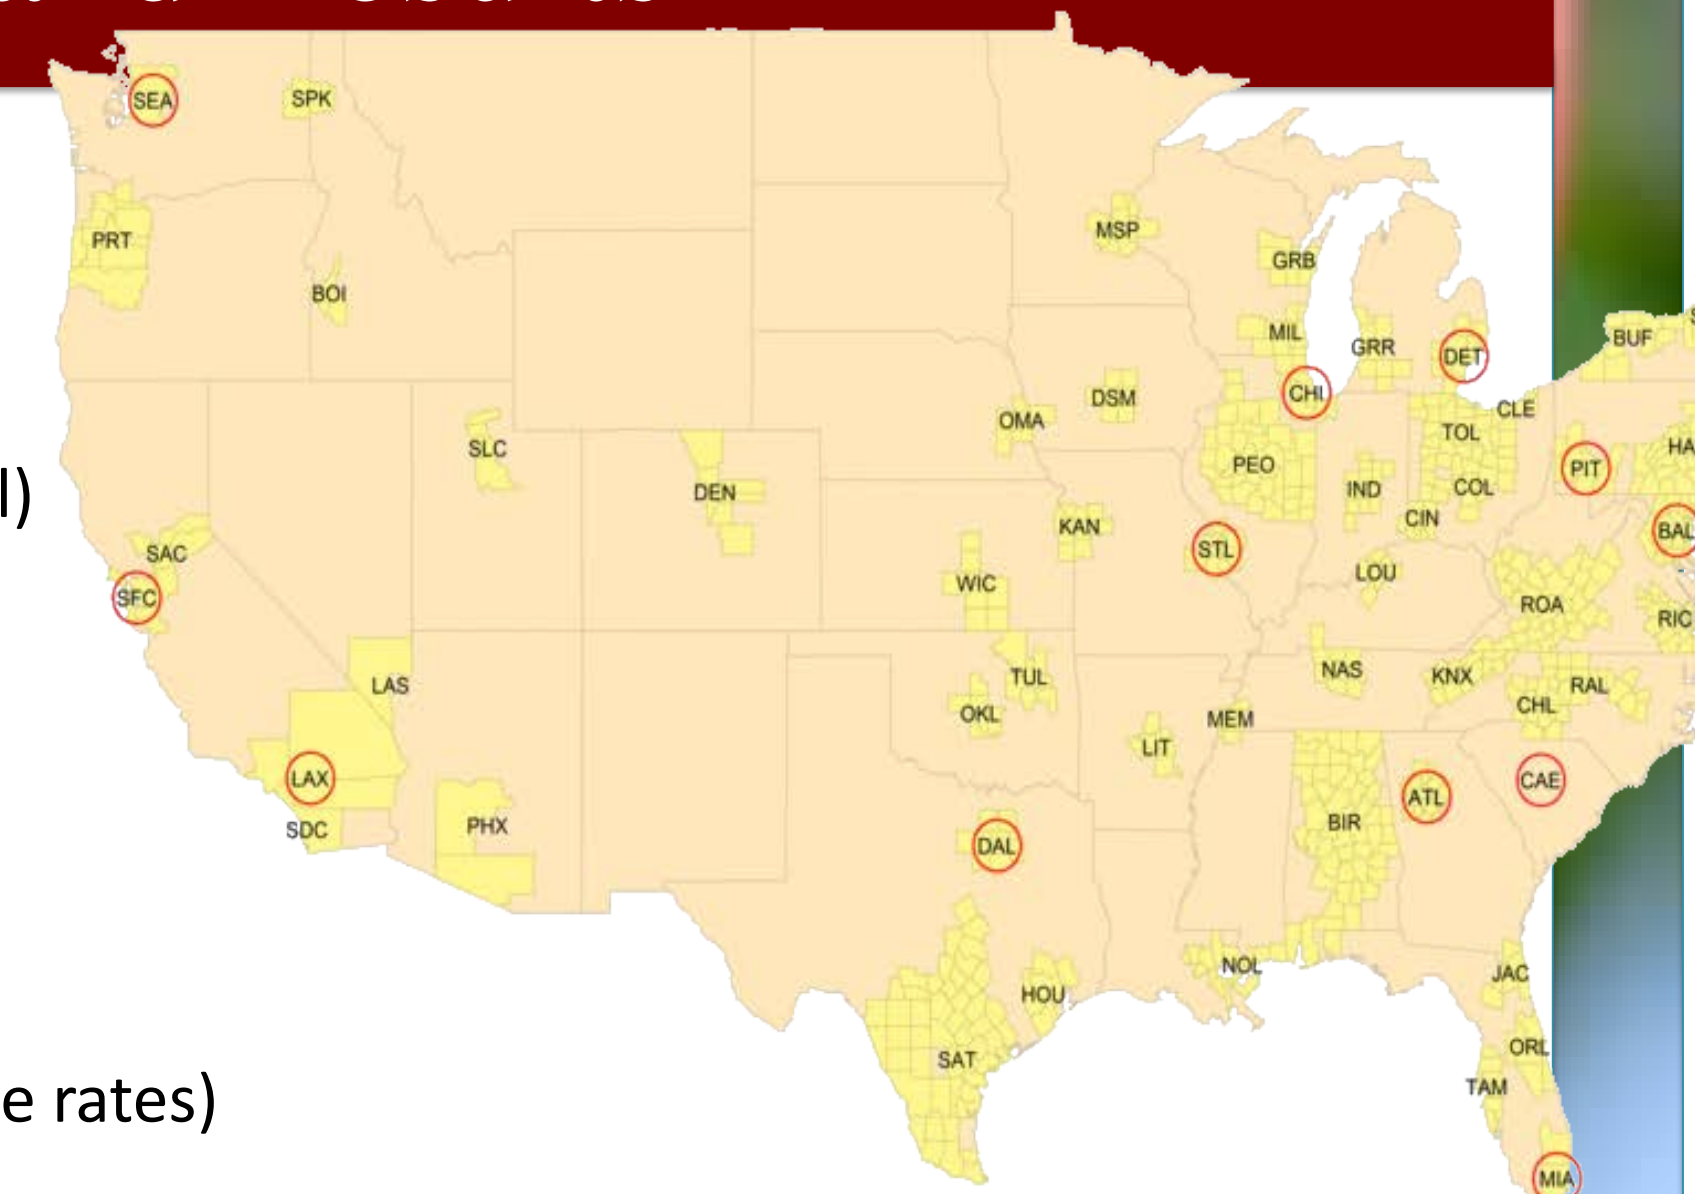 SEA
SPK
PRT
MSP
GRB
BOI
MIL
BUF
GRR
DET
CHI
DSM
CLE
OMA
TOL
SLC
PEO
PIT
l)
IND
COL
DEN
CIN
KAN
BAL
SAC
STL
LOU
WIC
SFC
ROA
RIC
NAS
KNX
TUL
LAS
RAL
CHL
OKL
MEM
LIT
LAX
CAE
ATL
SDC
PHX
BIR
DAL
NOL
JAC
HOU
ORL
SAT
TAM
e rates)
MIA